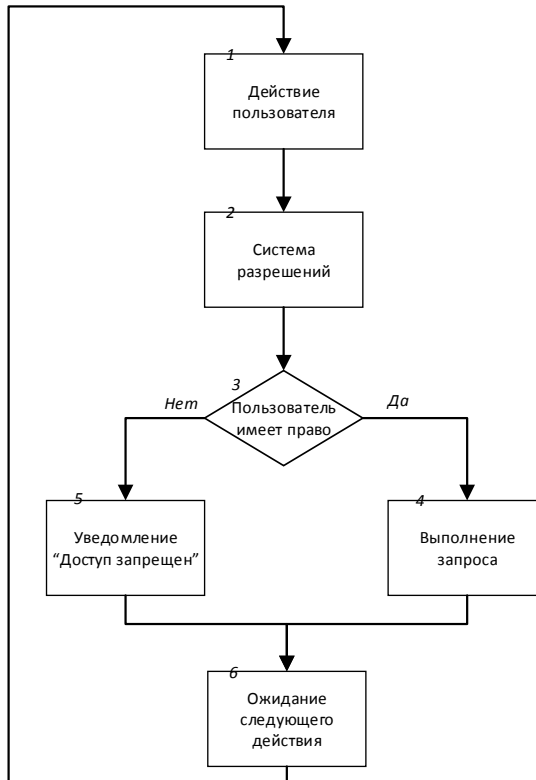 1
Действие
пользователя
2
Система
разрешений
3
Пользователь
имеет право
Нет
Да
5
Уведомление
“Доступ запрещен”
4
Выполнение
запроса
6
Ожидание
следующего
действия